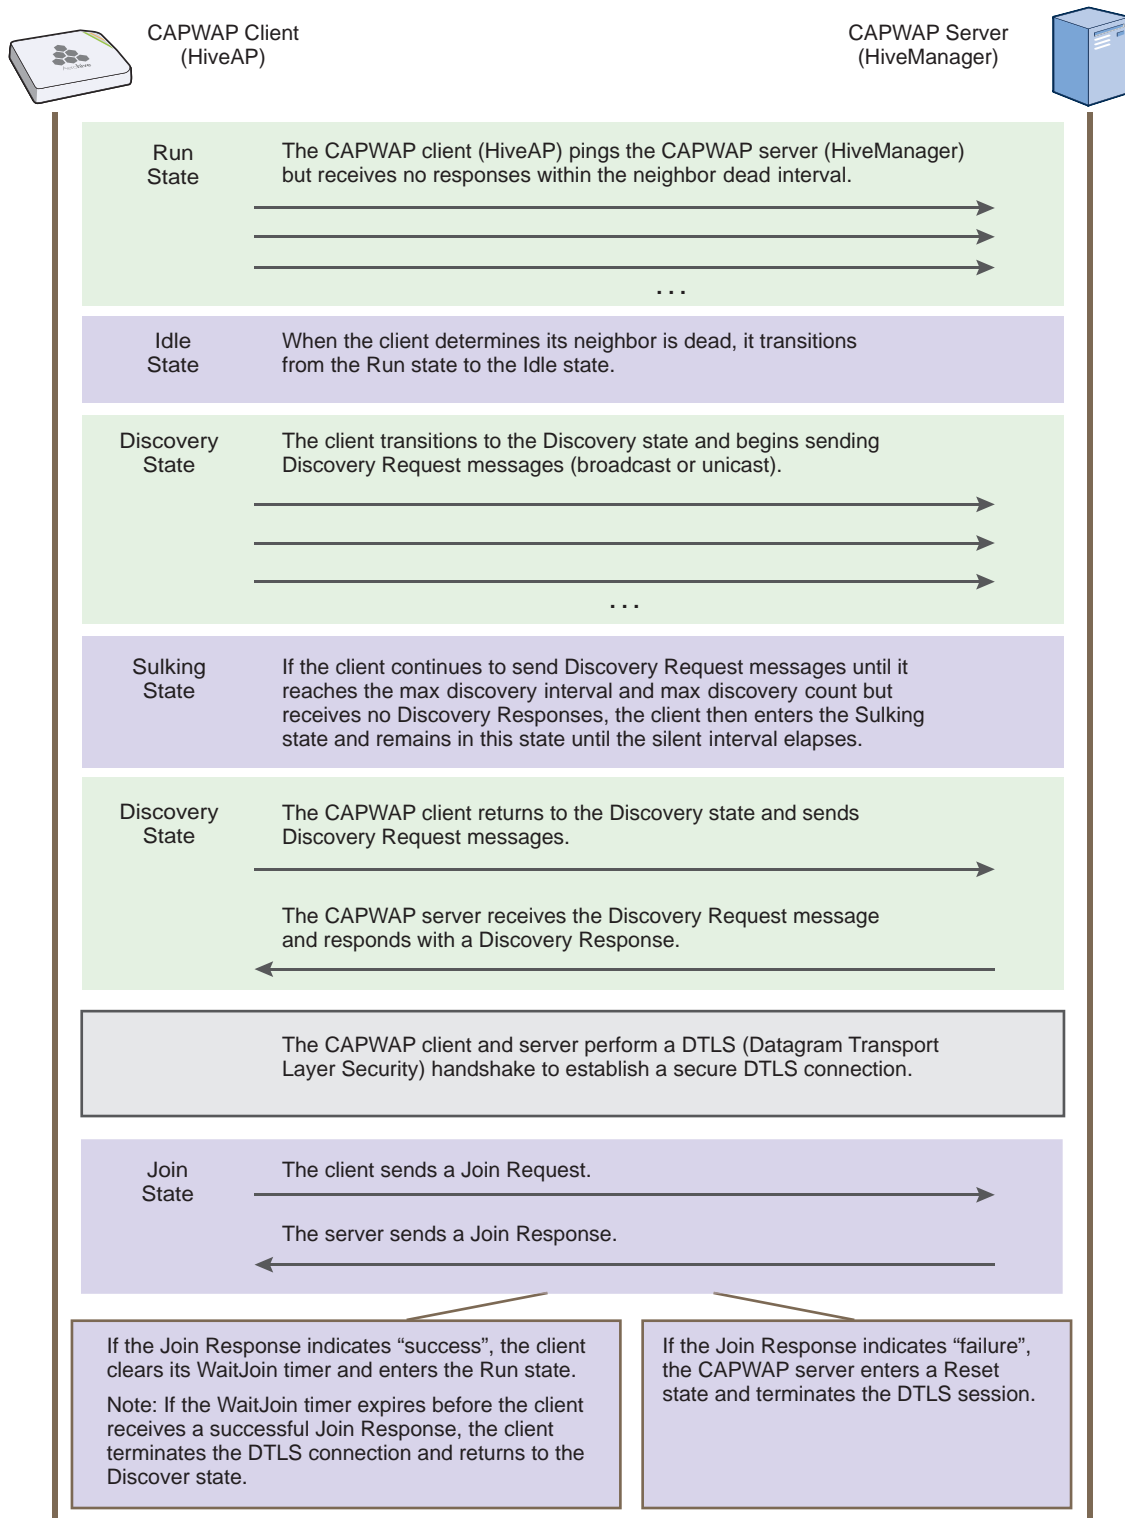 CAPWAP Client
(HiveAP)
CAPWAP Server
(HiveManager)
Run
State
The CAPWAP client (HiveAP) pings the CAPWAP server (HiveManager)
but receives no responses within the neighbor dead interval.
. . .
Idle
State
When the client determines its neighbor is dead, it transitions
from the Run state to the Idle state.
Discovery
State
The client transitions to the Discovery state and begins sending
Discovery Request messages (broadcast or unicast).
. . .
Sulking
State
If the client continues to send Discovery Request messages until it
reaches the max discovery interval and max discovery count but
receives no Discovery Responses, the client then enters the Sulking
state and remains in this state until the silent interval elapses.
Discovery
State
The CAPWAP client returns to the Discovery state and sends
Discovery Request messages.
The CAPWAP server receives the Discovery Request message
and responds with a Discovery Response.
The CAPWAP client and server perform a DTLS (Datagram Transport
Layer Security) handshake to establish a secure DTLS connection.
Join
State
The client sends a Join Request.
The server sends a Join Response.
If the Join Response indicates “success”, the client
clears its WaitJoin timer and enters the Run state.
Note: If the WaitJoin timer expires before the client
receives a successful Join Response, the client
terminates the DTLS connection and returns to the
Discover state.
If the Join Response indicates “failure”,
the CAPWAP server enters a Reset
state and terminates the DTLS session.